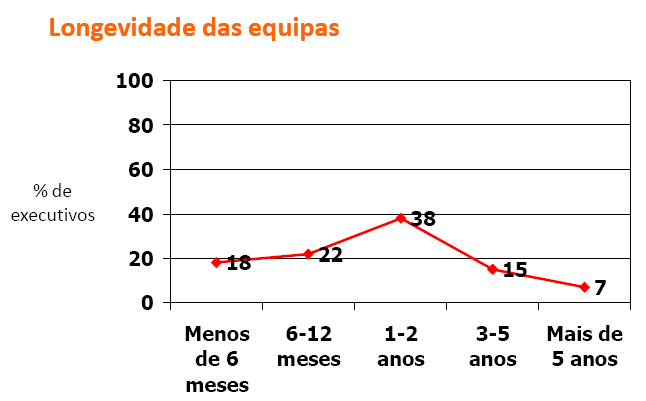 Longevidade das equipas
100
80
60
40
20
0
% de
executivos
18
22
38
15
7
Menos
de 6
meses
6-12
meses
1-2
anos
3-5
anos
Mais de
5 anos